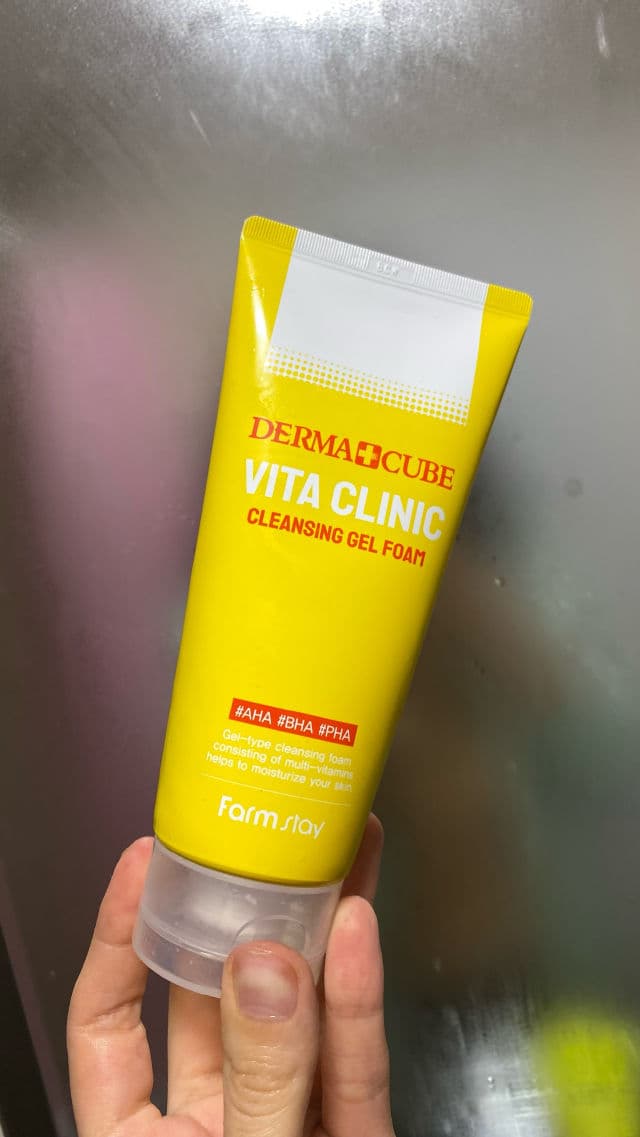 DERMA CUBE
VITA CLINIC
CLEANSING GEL FOAM
#AHA #BHA #PHA
Gel-type cleansing foam
consisting of multi-vitamins
helps to moisturize your skin.
Farmstay